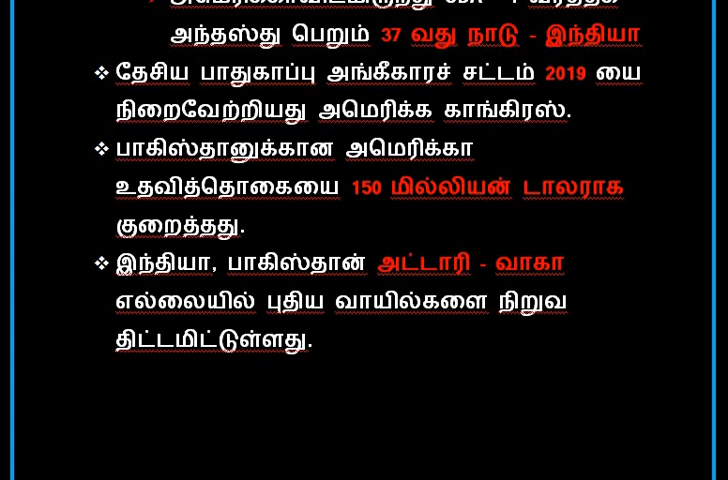 அந்தஸ்து பெறும் 37 வது நாடு - இந்தியா
❖ தேசிய பாதுகாப்பு அங்கீகாரச் சட்டம் 2019 யை
நிறைவேற்றியது அமெரிக்க காங்கிரஸ்.
❖ பாகிஸ்தானுக்கான அமெரிக்கா
உதவித்தொகையை 150 மில்லியன் டாலராக
குறைத்தது.
❖ இந்தியா, பாகிஸ்தான் அட்டாரி - வாகா
எல்லையில் புதிய வாயில்களை நிறுவ
திட்டமிட்டுள்ளது.